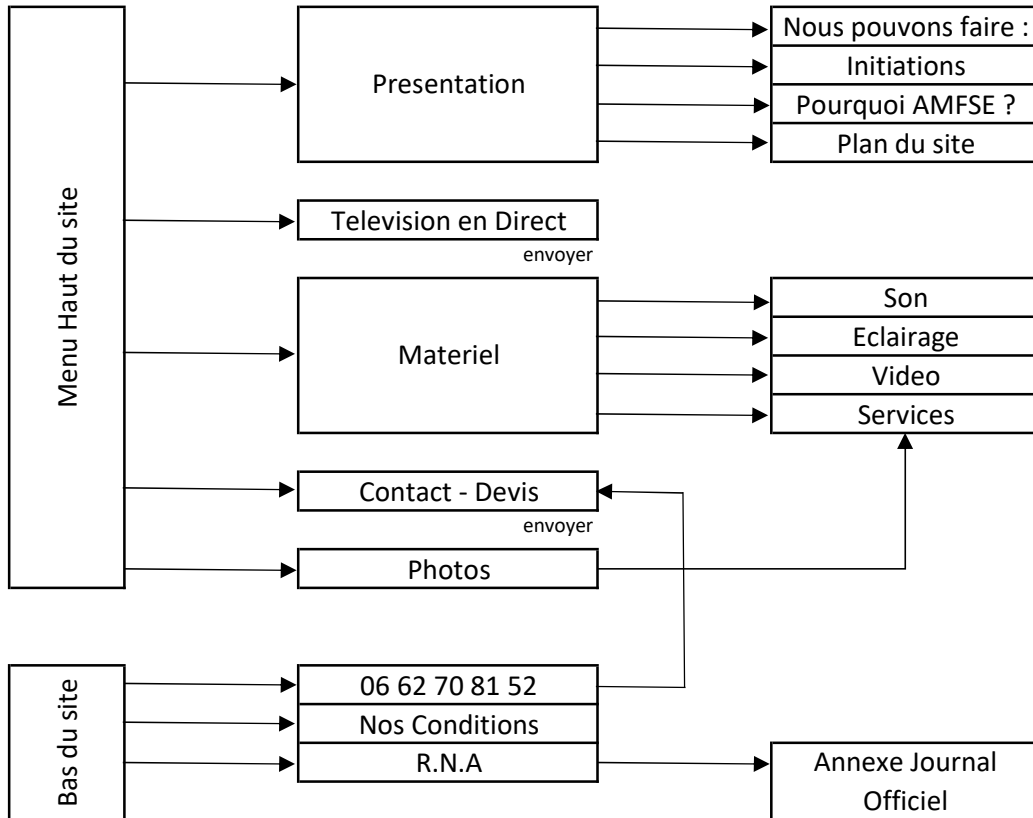 Menu Haut du site
Presentation
Nous pouvons faire :
Initiations
Pourquoi AMFSE ?
Plan du site
Television en Direct
envoyer
Materiel
Son
Eclairage
Video
Services
Contact - Devis
envoyer
Photos
Bas du site
06 62 70 81 52
Nos Conditions
R.N.A
Annexe Journal
Officiel